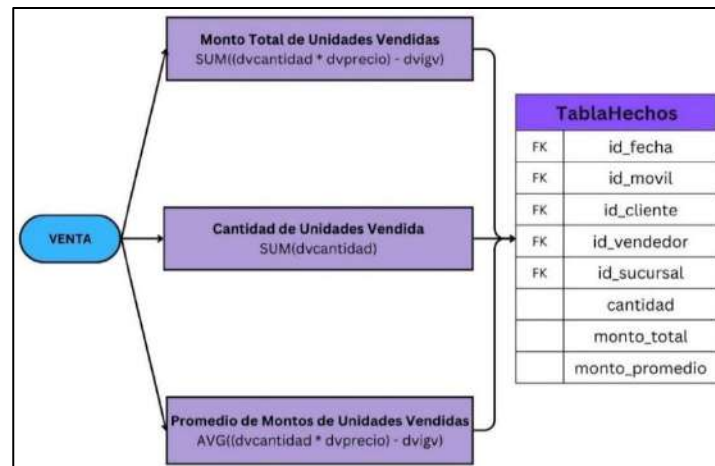 Monto Total de Unidades Vendidas
SUM((dvcantidad * dvprecio) - dvigv)
VENTA
Cantidad de Unidades Vendida
SUM(dvcantidad)
Promedio de Montos de Unidades Vendidas
AVG((dvcantidad * dvprecio) - dvigv)
TablaHechos
FK id_fecha
FK id_movil
FK id_cliente
FK id_vendedor
FK id_sucursal
cantidad
monto_total
monto_promedio